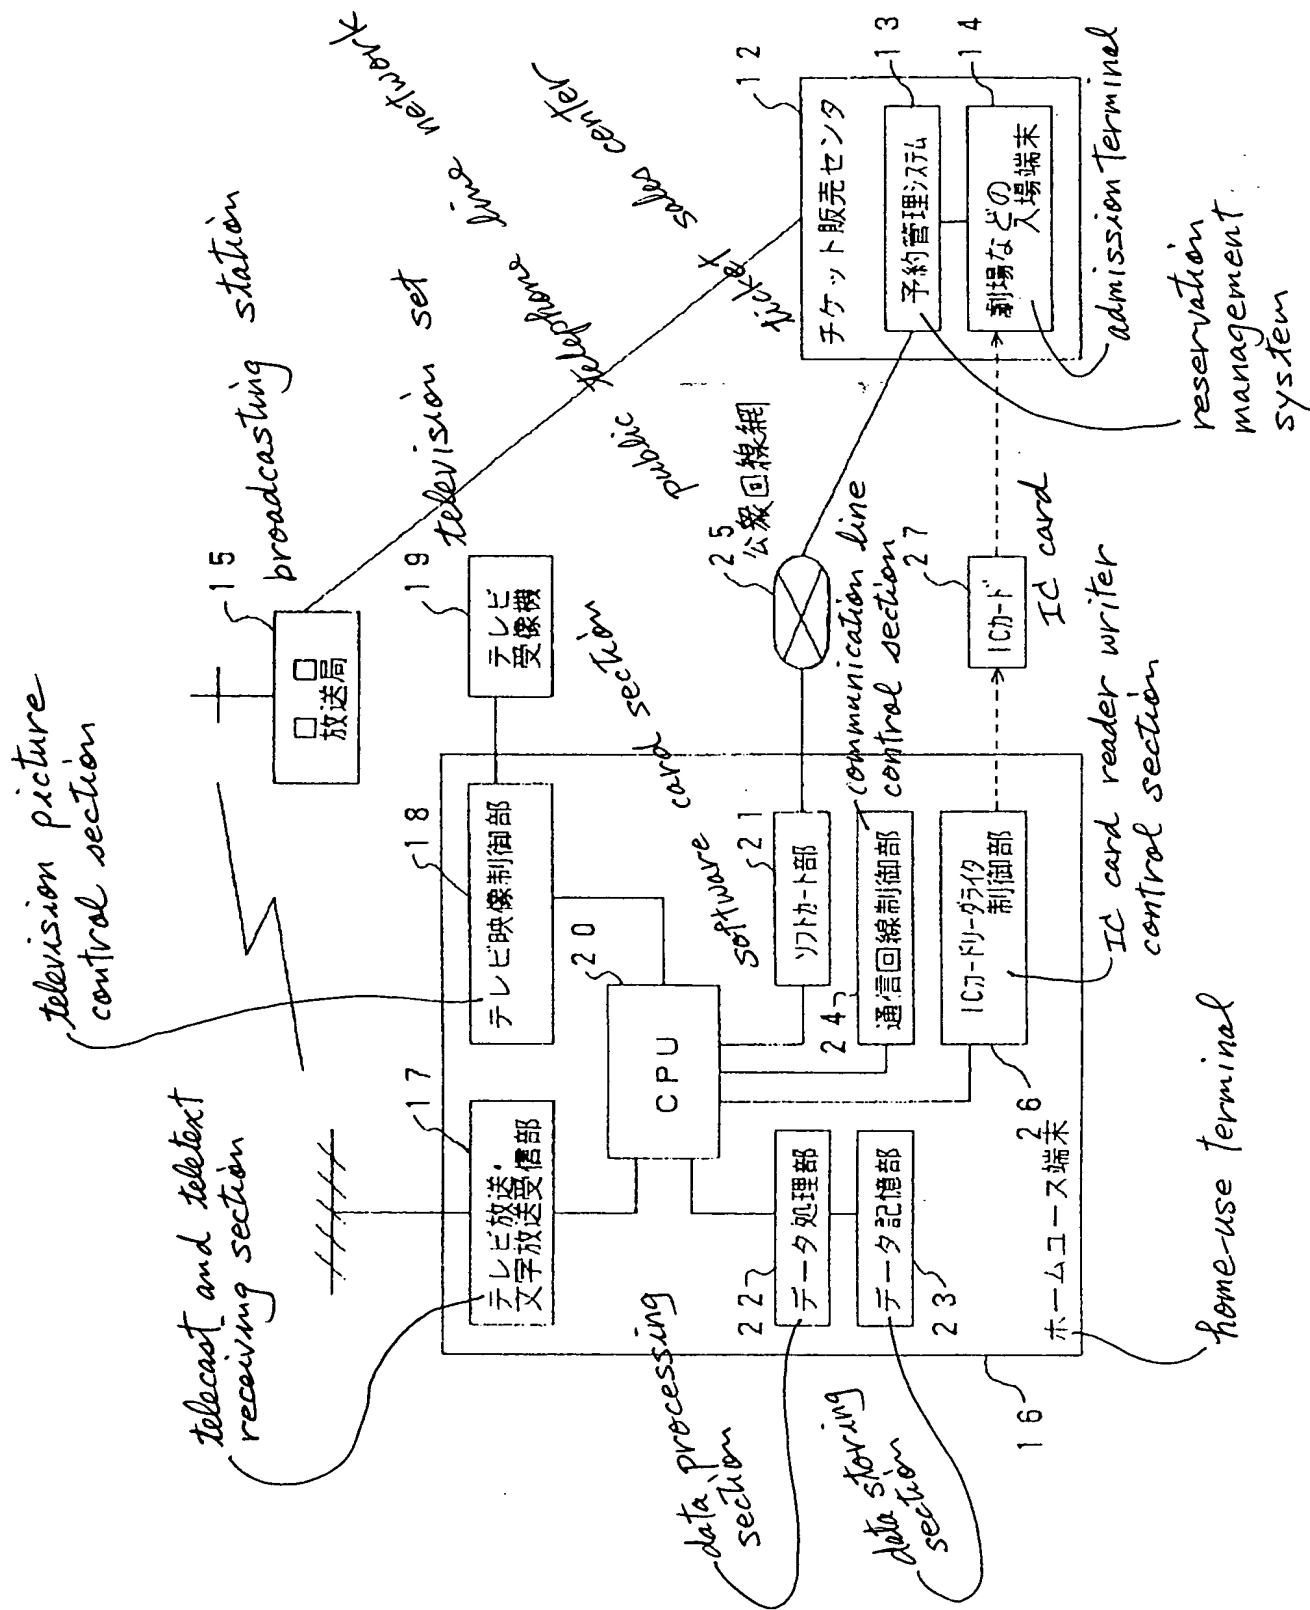 television picture
control section
telecast and teletext
receiving section
15
broadcasting station
□□
放送局
17
テレビ放送・
文字放送受信部
18
テレビ映像制御部
19
テレビ
受像機
television set
20
CPU
public telephone line network
ticket sales center
software card section
21
ソフトカート部
25
公衆回線網
12
チケット販売センタ
data processing
section
22
データ処理部
24
通信回線制御部
communication line
control section
13
予約管理システム
data storing
section
データ記憶部
23
ICカードリーダライタ
制御部
26
27
ICカード
IC card
14
劇場などの
入場端末
16
ホームユース端末
home-use terminal
IC card reader writer
control section
admission terminal
reservation
management
system